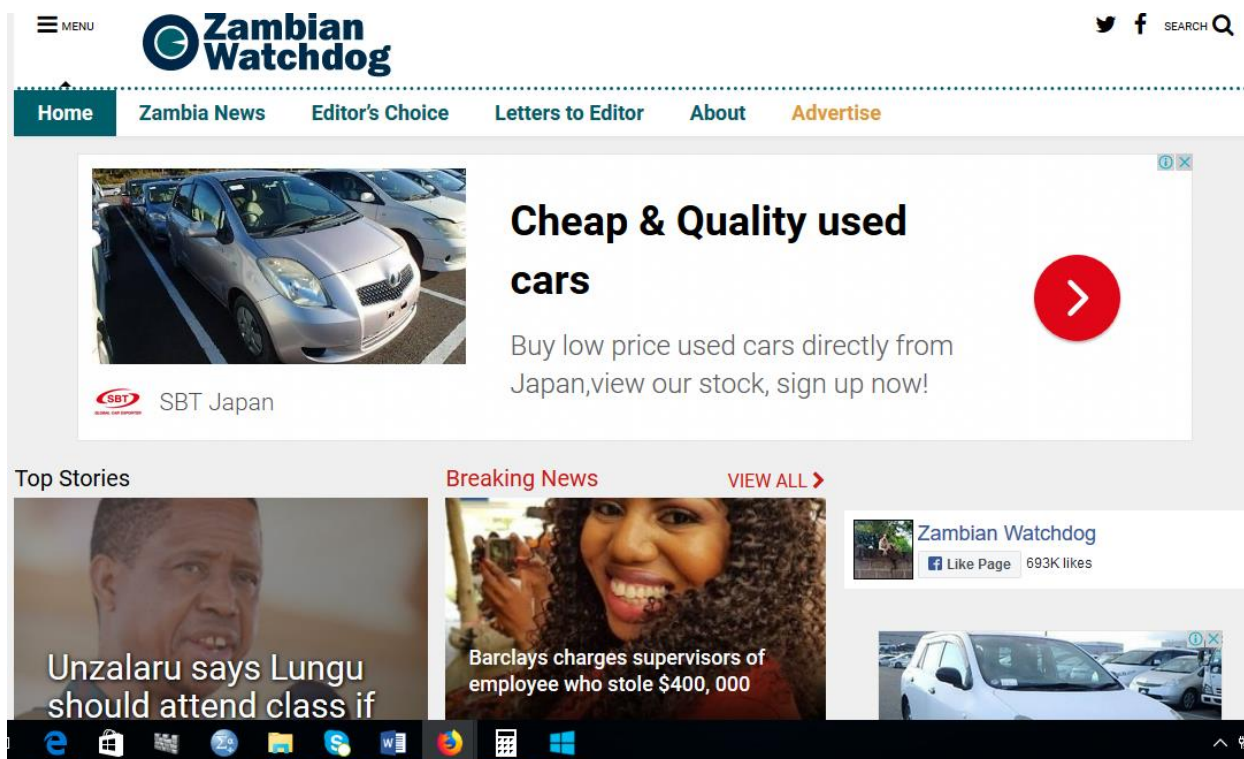 MENU
Zambian
Watchdog
SEARCH
Home Zambia News Editor's Choice Letters to Editor About Advertise
Cheap & Quality used
cars
Buy low price used cars directly from
Japan,view our stock, sign up now!
SBT
SBT Japan
Top Stories
Breaking News VIEW ALL
Unzalaru says Lungu
should attend class if
Barclays charges supervisors of
employee who stole $400, 000
Zambian Watchdog
Like Page 693K likes